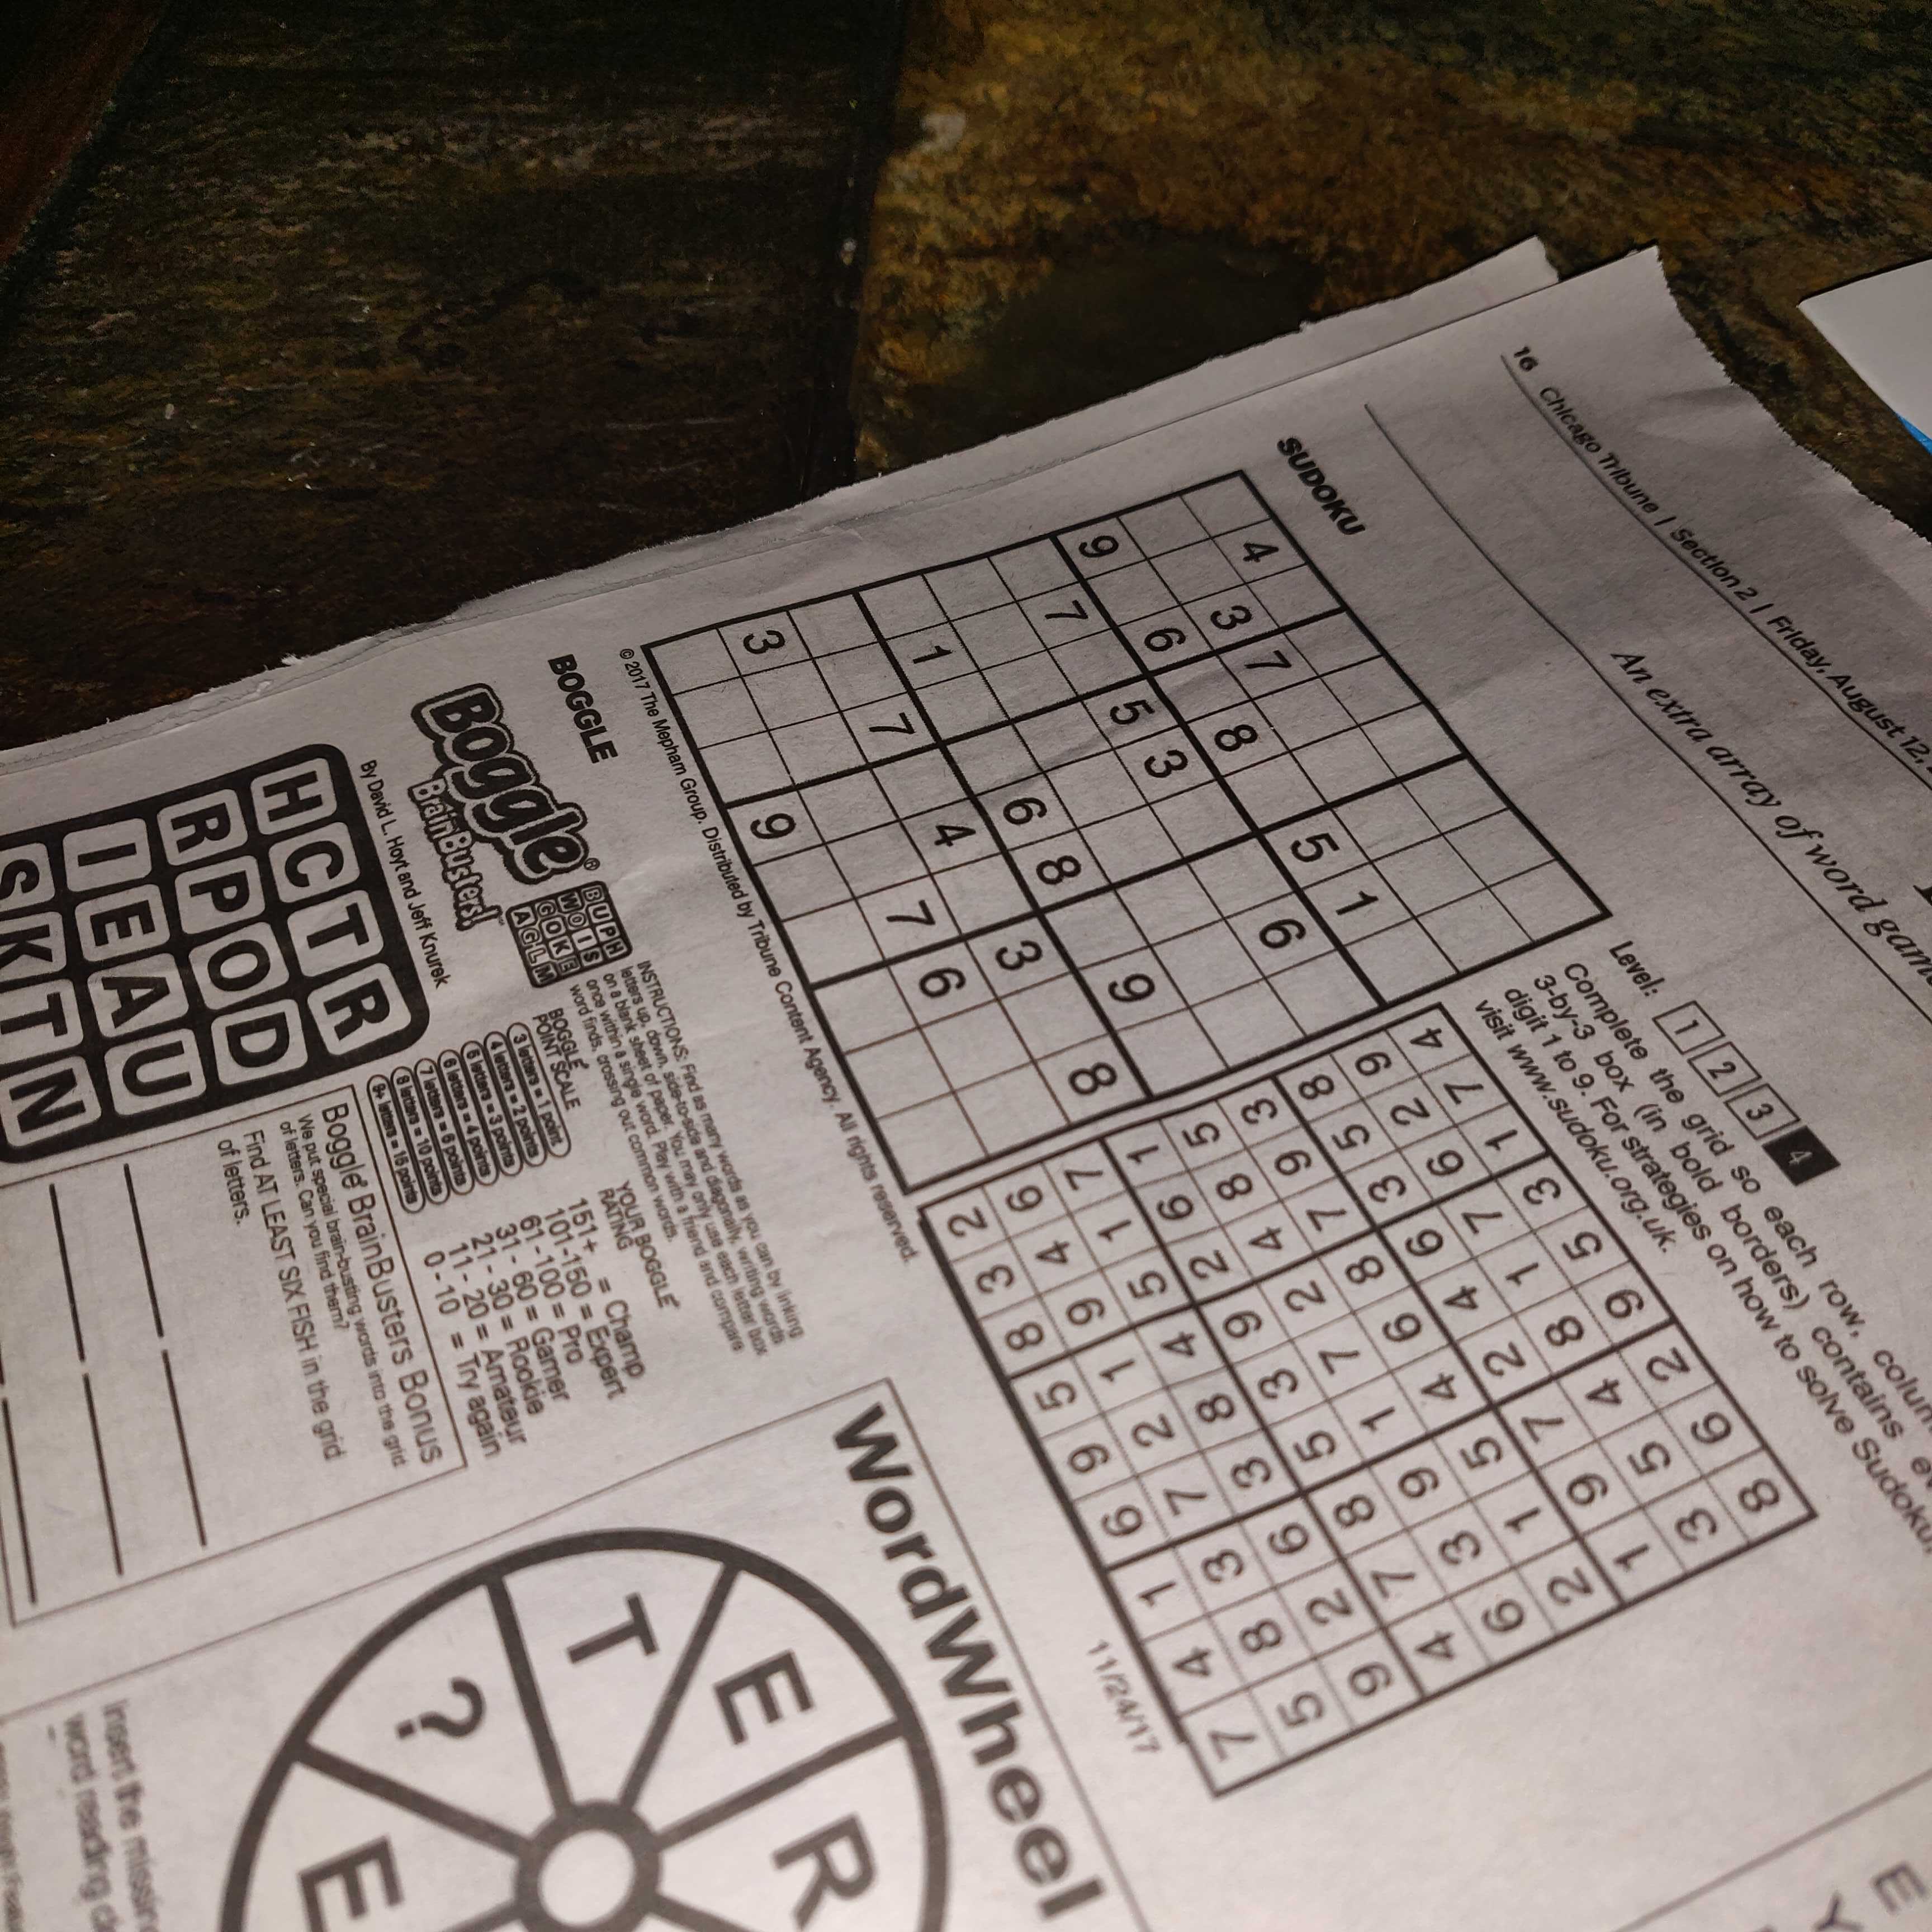 16 Chicago Tribune | Section 2 | Friday, August 12,
An extra array of word
SUDOKU
4
3 7
9 6 8 5 1
7 5 3 6
9
1 6 8
7 4 3 8
3 7 6
9
Level: 1 2 3 4
Complete the grid so each row,
3-by-3 box (in bold borders) contains
digit 1 to 9. For strategies on how to solve
visit www.sudoku.org.uk.
4 7 1 3 5 9 2 6 8
9 2 6 7 1 8 4 5 3
8 5 3 6 4 2 7 9 1
3 9 7 8 6 4 5 1 2
5 8 4 2 7 1 9 3 6
1 6 2 9 3 5 8 7 4
7 1 5 4 8 3 6 2 9
6 4 9 1 2 7 3 8 5
2 3 8 5 9 6 1 4 7
11/24/17
© 2017 The Mepham Group. Distributed by Tribune Content Agency. All rights reserved.
BOGGLE
Boggle®
BrainBusters!™
By David L. Hoyt and Jeff Knurek
B U P H
W O I S
G O K E
A G L M
INSTRUCTIONS: Find as many words as you can by linking
letters up, down, side-to-side and diagonally, writing words
on a blank sheet of paper. You may only use each letter box
once within a single word. Play with a friend and compare
word finds, crossing out common words.
H C T R
R P O D
I E A U
S K T N
BOGGLE
POINT SCALE
3 letters = 1 point
4 letters = 2 points
5 letters = 3 points
6 letters = 4 points
7 letters = 6 points
8 letters = 10 points
9+ letters = 15 points
YOUR BOGGLE
RATING
151+ = Champ
101-150 = Expert
61-100 = Pro
31 - 60 = Gamer
21 - 30 = Rookie
11 - 20 = Amateur
0 - 10 = Try again
Boggle BrainBusters Bonus
We put special brain-busting words into the grid
of letters. Can you find them?
Find AT LEAST SIX FISH in the grid
of letters.
WordWheel
?
T
E
R
E
Insert the missing
word reading
E